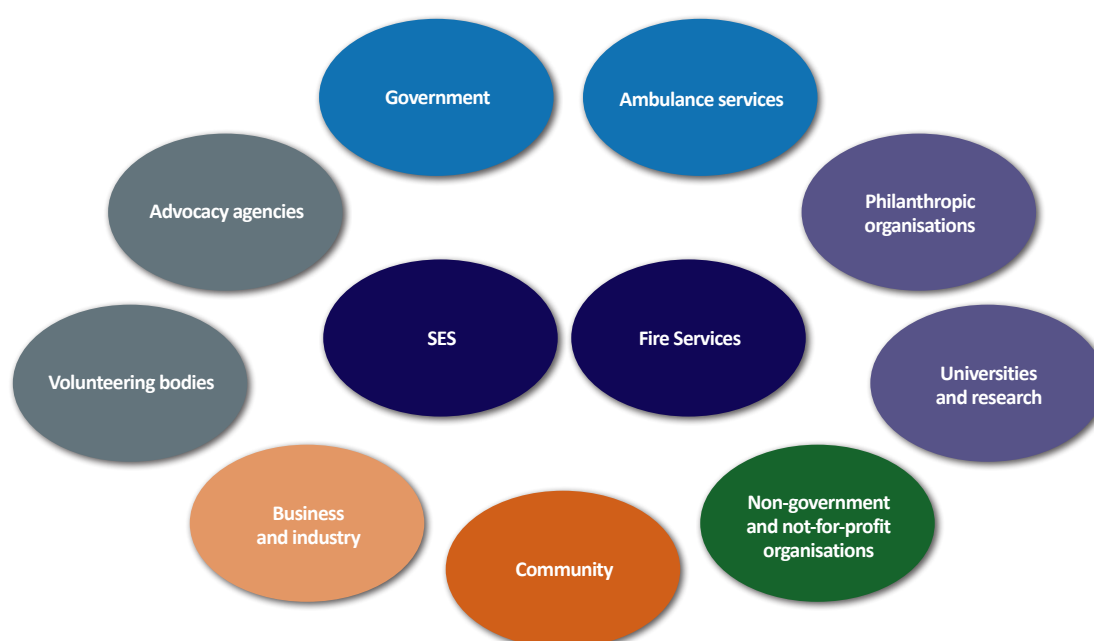 Government
Ambulance services
Advocacy agencies
Philanthropic
organisations
SES
Fire Services
Volunteering bodies
Universities
and research
Business
and industry
Non-government
and not-for-profit
organisations
Community